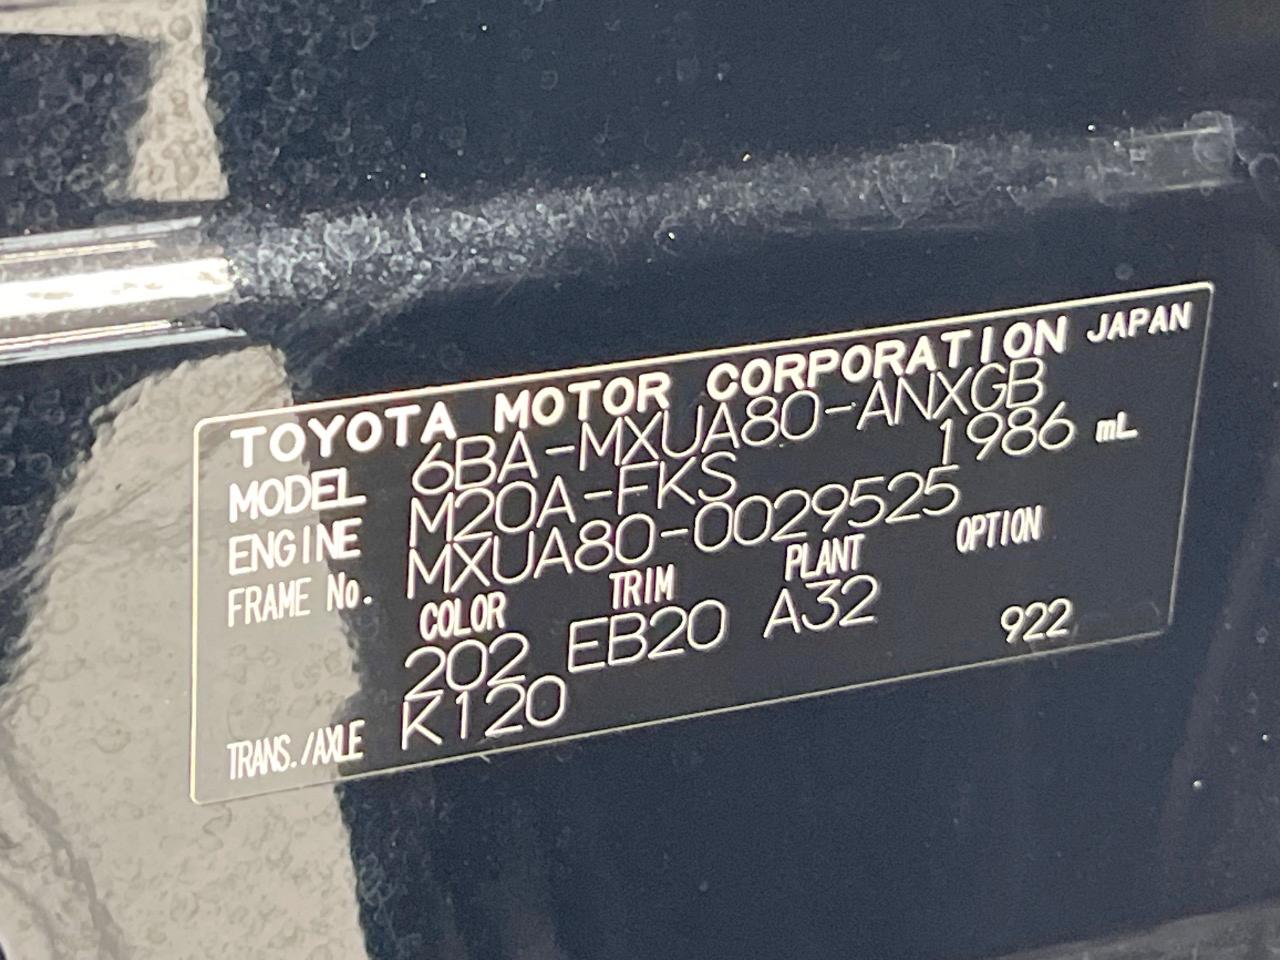 TOYOTA MOTOR CORPORATION JAPAN
MODEL 6BA-MXUA80-ANXGB
ENGINE M20A-FKS 1986 mL
FRAME No. MXUA80-0029525
COLOR TRIM PLANT OPTION
202 EB20 A32 922
TRANS./AXLE K120